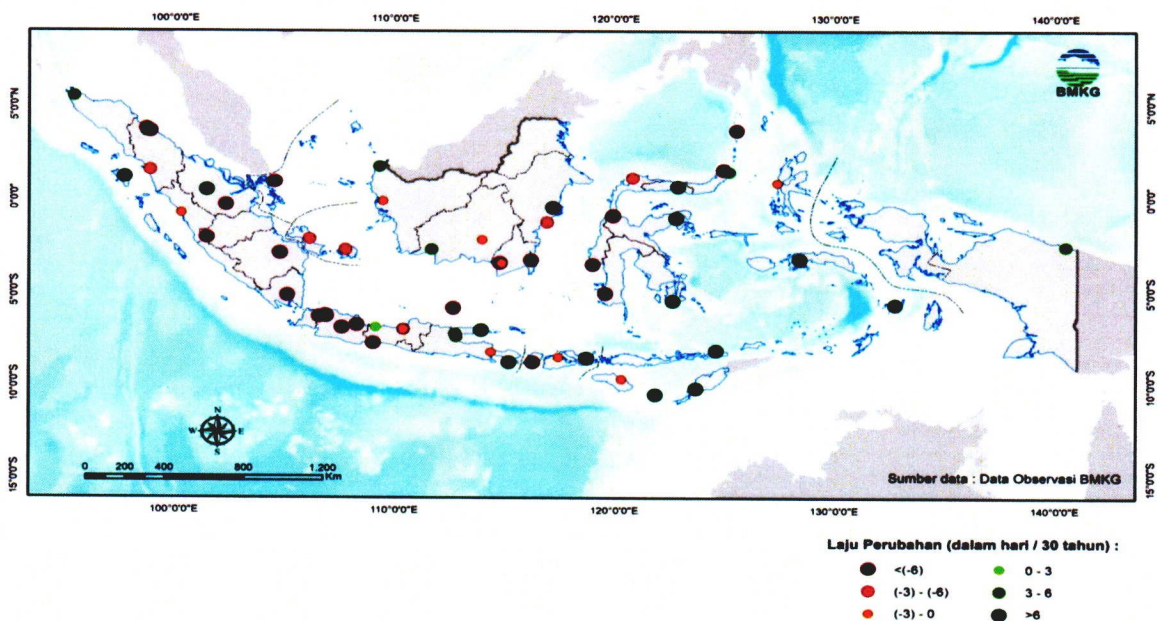 100°0'0"E 110°0'0"E 120°0'0"E 130°0'0"E 140°0'0"E
BMKG
5°0'0"N 5°0'0"N
0°0'0" 0°0'0"
5°0'0"S 5°0'0"S
10°0'0"S 10°0'0"S
15°0'0"S 15°0'0"S
N
W E
S
0 200 400 800 1.200
Km
Sumber data : Data Observasi BMKG
100°0'0"E 110°0'0"E 120°0'0"E 130°0'0"E 140°0'0"E
Laju Perubahan (dalam hari / 30 tahun) :
<(-6) 0 - 3
(-3) - (-6) 3 - 6
(-3) - 0 >6